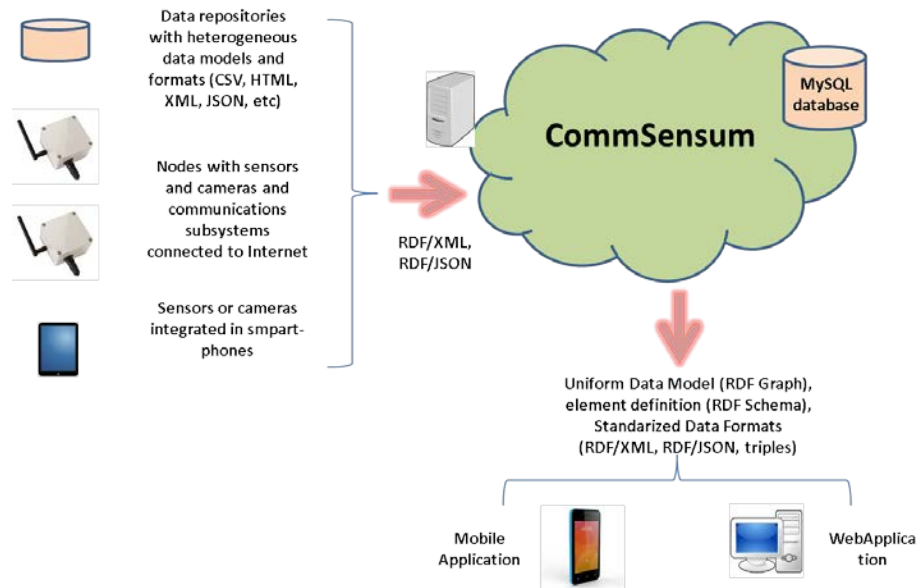 Data repositories
with heterogeneous
data models and
formats (CSV, HTML,
XML, JSON, etc)
Nodes with sensors
and cameras and
communications
subsystems
connected to Internet
Sensors or cameras
integrated in smpart-
phones
RDF/XML,
RDF/JSON
CommSensum
MySQL
database
Uniform Data Model (RDF Graph),
element definition (RDF Schema),
Standarized Data Formats
(RDF/XML, RDF/JSON, triples)
Mobile
Application
WebApplica
tion